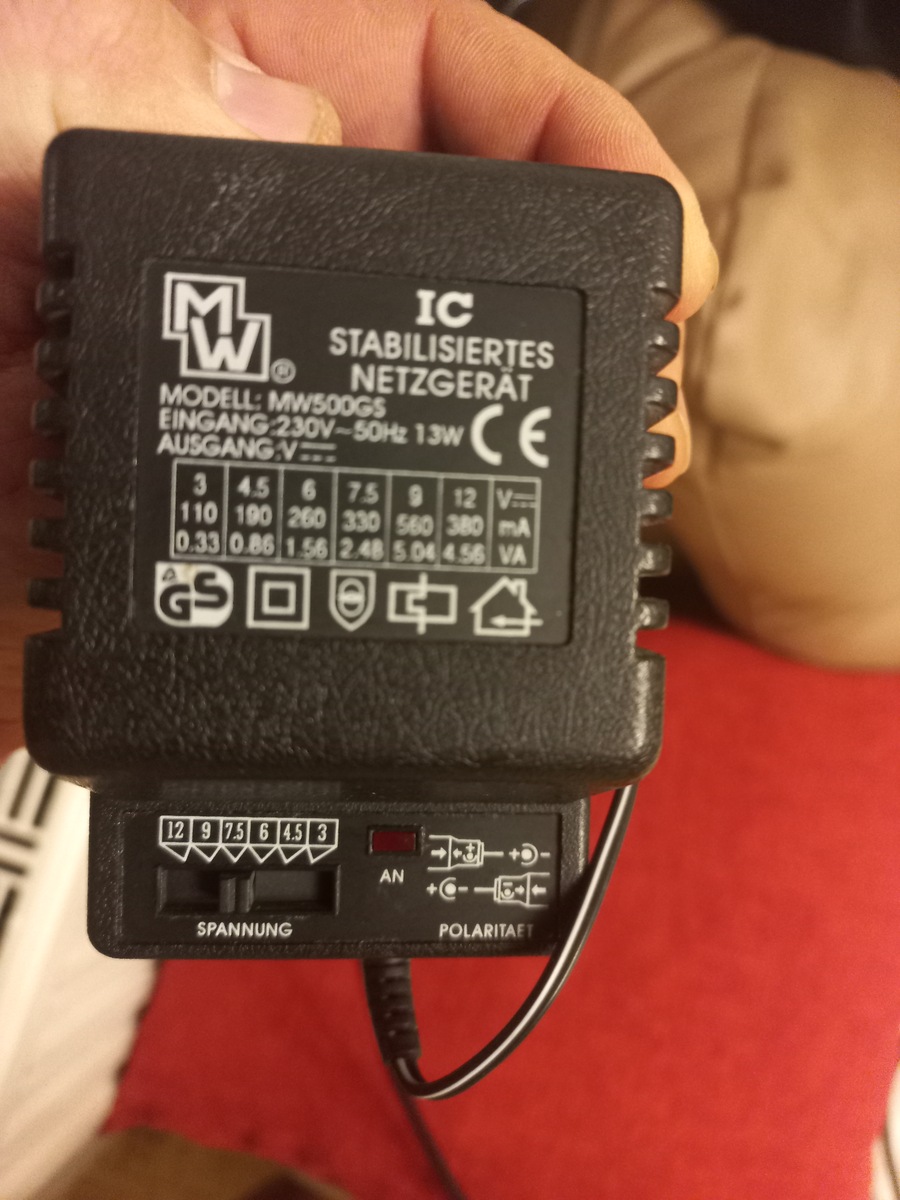 MW®
IC
STABILISIERTES
NETZGERÄT
MODELL: MW500GS
EINGANG:230V~50Hz 13W
CE
AUSGANG:V⎓
3 4.5 6 7.5 9 12 V⎓
110 190 260 330 560 380 mA
0.33 0.86 1.56 2.48 5.04 4.56 VA
GS
12 9 7.5 6 4.5 3
AN
+ -
+ -
SPANNUNG
POLARITAET